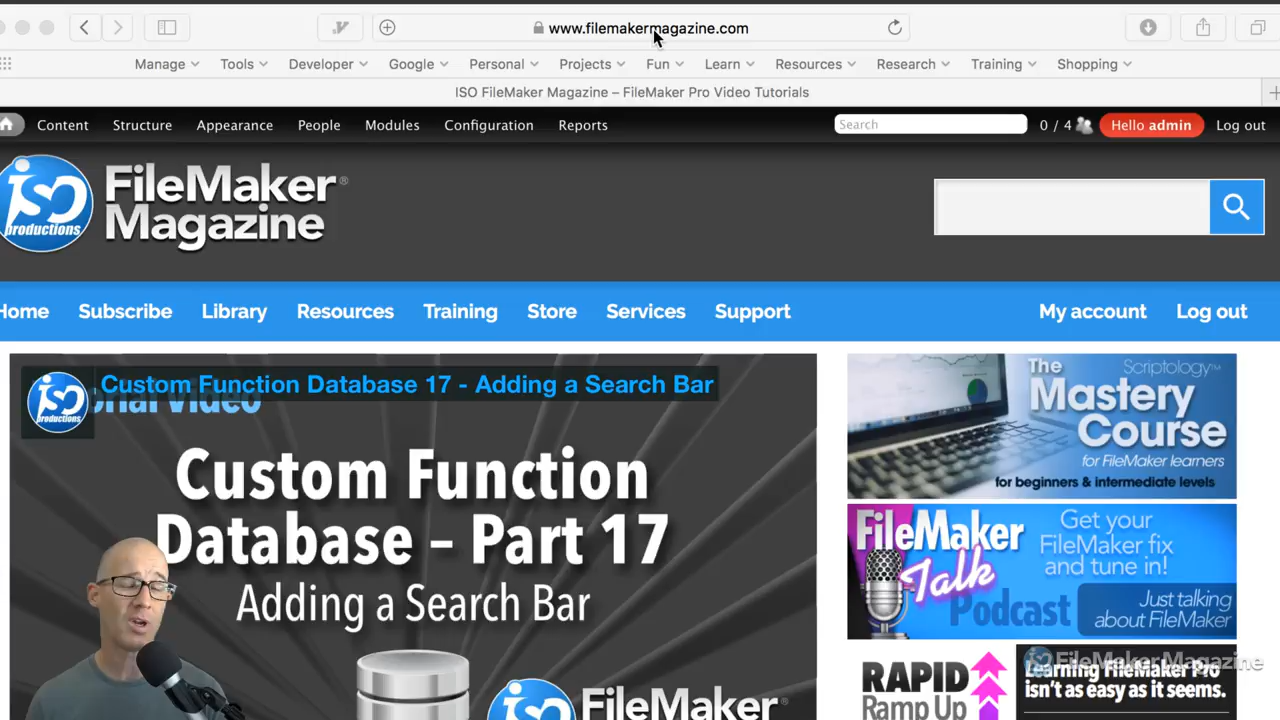 www.filemakermagazine.com
Manage Tools Developer Google Personal Projects Fun Learn Resources Research Training Shopping
ISO FileMaker Magazine – FileMaker Pro Video Tutorials
Content Structure Appearance People Modules Configuration Reports Search 0 / 4 Hello admin Log out
iso productions
FileMaker®
Magazine
Home Subscribe Library Resources Training Store Services Support My account Log out
iso productions
Custom Function Database 17 - Adding a Search Bar
Video
Custom Function
Database – Part 17
Adding a Search Bar
FileMaker
The Scriptology™
Mastery
Course
for FileMaker learners
for beginners & intermediate levels
FileMaker
Talk
Podcast
Get your
FileMaker fix
and tune in!
Just talking
about FileMaker
RAPID
Ramp Up
FileMaker Magazine
Learning FileMaker Pro
isn't as easy as it seems.